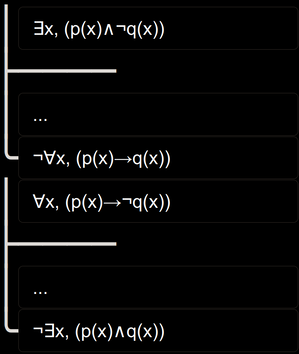 ∃x, (p(x)∧¬q(x))
...
¬∀x, (p(x)→q(x))
∀x, (p(x)→¬q(x))
...
¬∃x, (p(x)∧q(x))